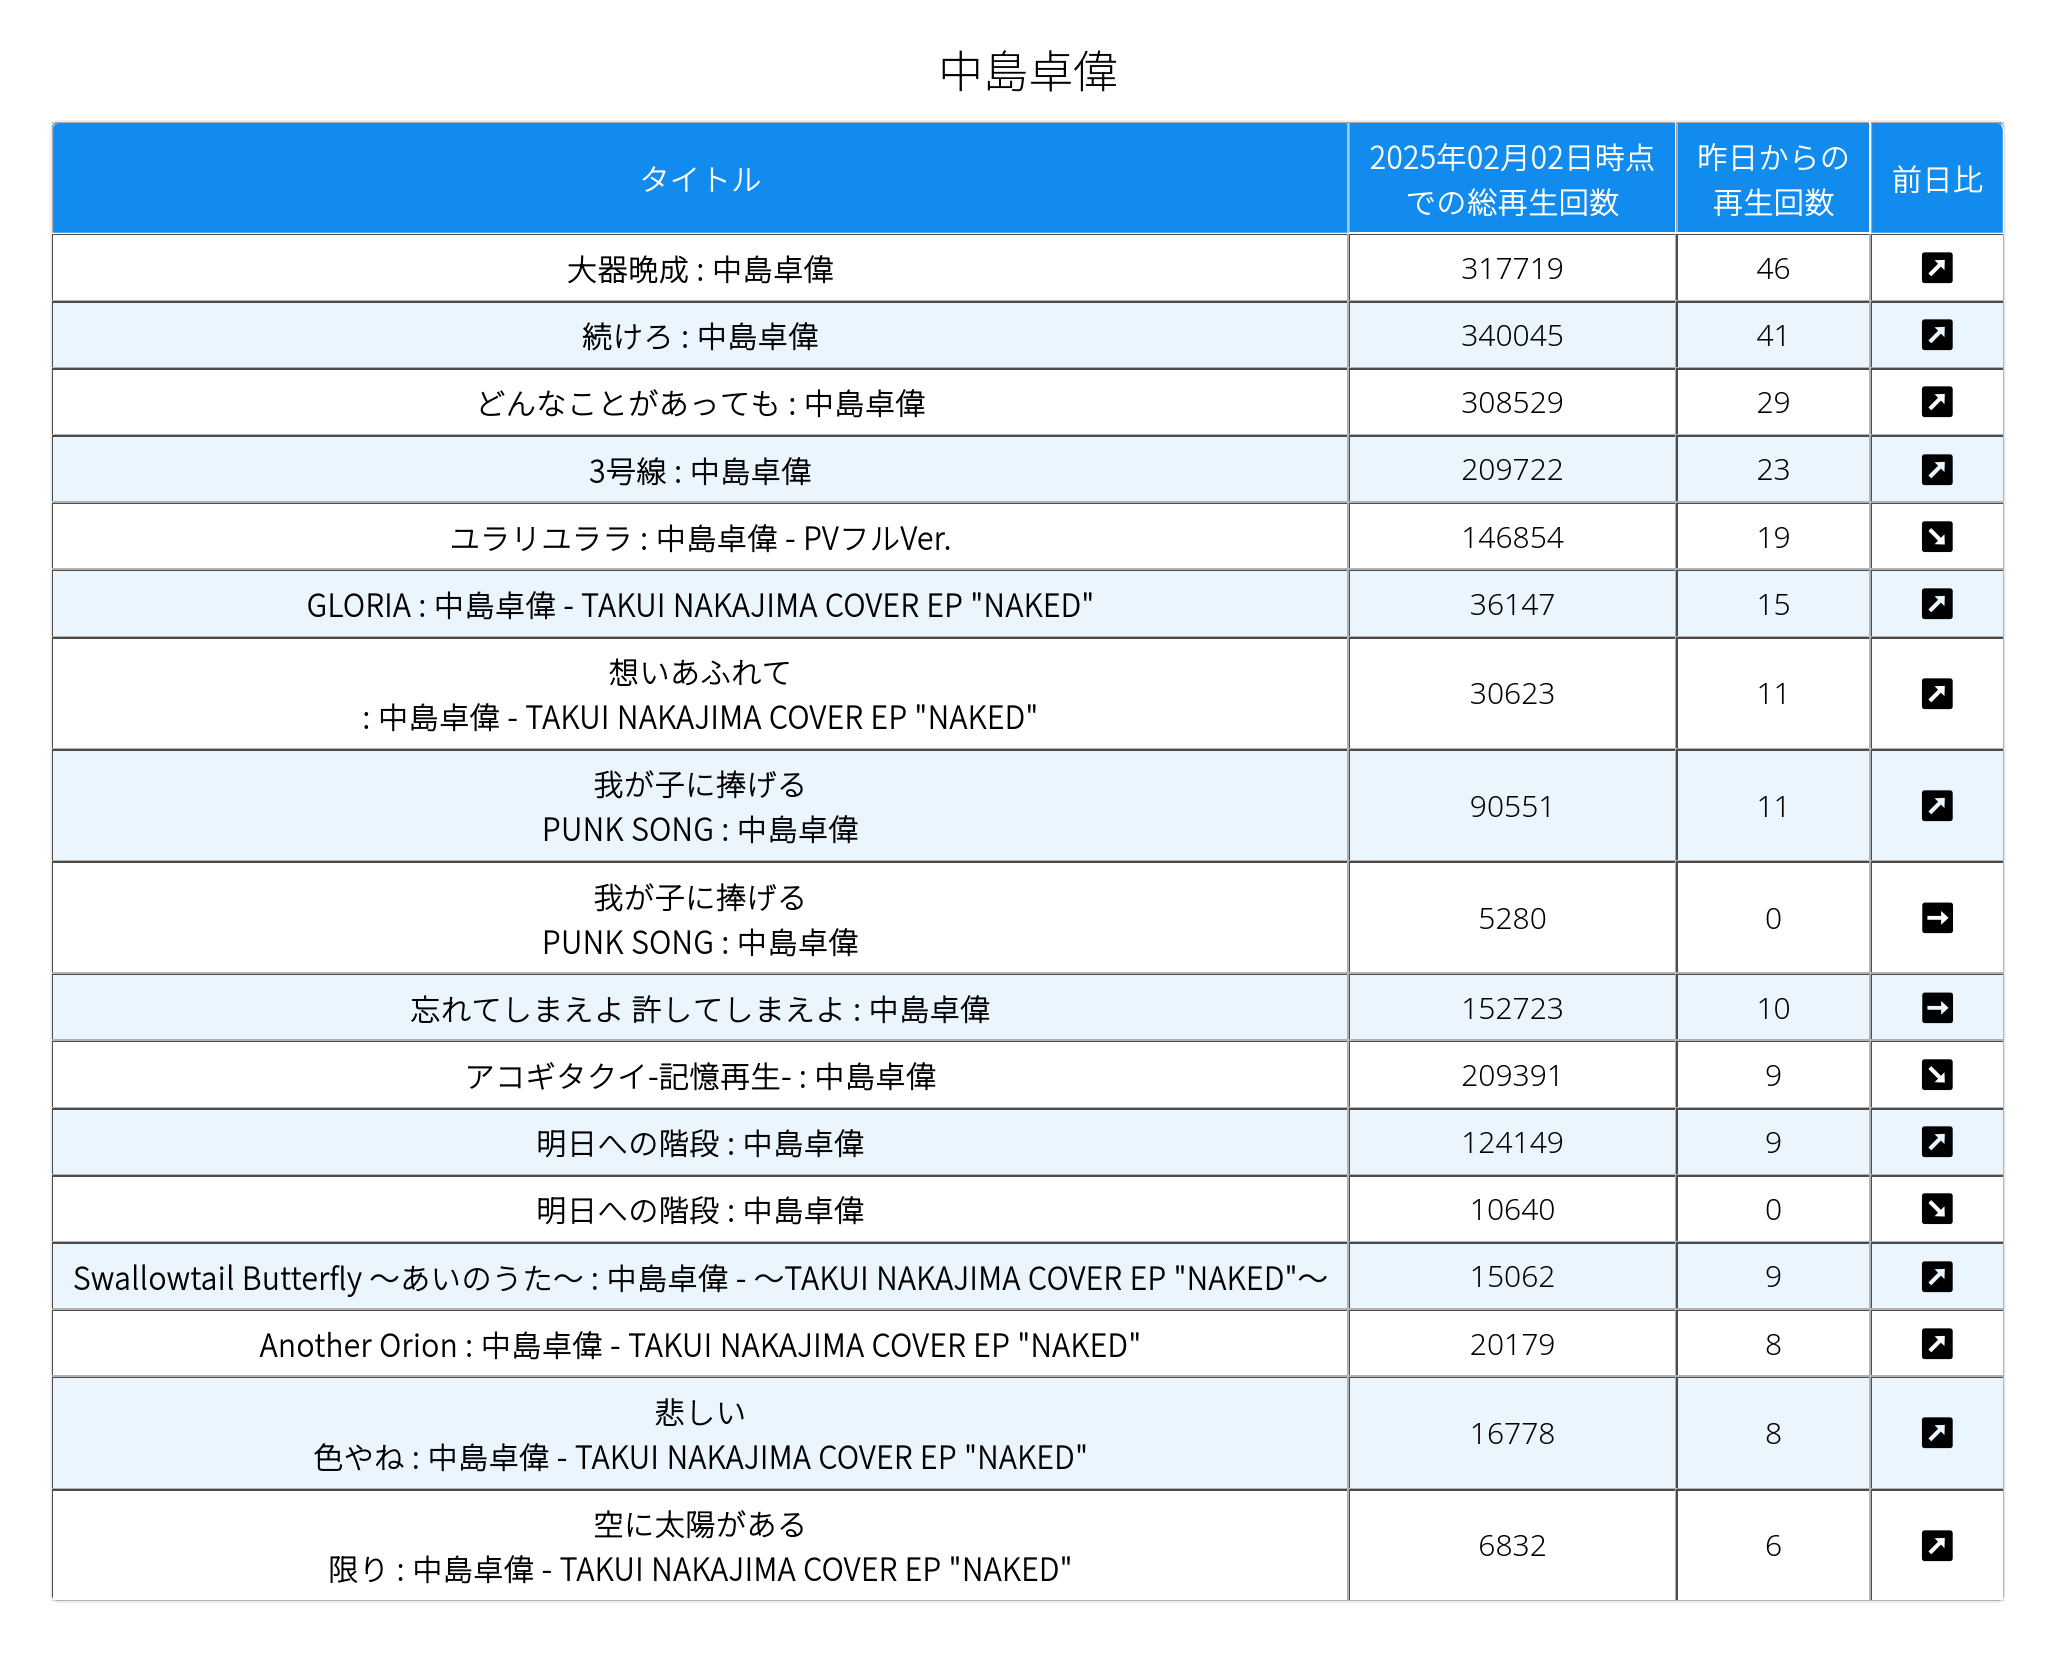 中島卓偉
タイトル
2025年02月02日時点
での総再生回数
昨日からの
再生回数
前日比
大器晩成 : 中島卓偉 317719 46
続けろ : 中島卓偉 340045 41
どんなことがあっても : 中島卓偉 308529 29
3号線 : 中島卓偉 209722 23
ユラリユララ : 中島卓偉 - PVフルVer. 146854 19
GLORIA : 中島卓偉 - TAKUI NAKAJIMA COVER EP "NAKED" 36147 15
想いあふれて
: 中島卓偉 - TAKUI NAKAJIMA COVER EP "NAKED" 30623 11
我が子に捧げる
PUNK SONG : 中島卓偉 90551 11
我が子に捧げる
PUNK SONG : 中島卓偉 5280 0
忘れてしまえよ 許してしまえよ : 中島卓偉 152723 10
アコギタクイ-記憶再生- : 中島卓偉 209391 9
明日への階段 : 中島卓偉 124149 9
明日への階段 : 中島卓偉 10640 0
Swallowtail Butterfly ～あいのうた～ : 中島卓偉 - ～TAKUI NAKAJIMA COVER EP "NAKED"～ 15062 9
Another Orion : 中島卓偉 - TAKUI NAKAJIMA COVER EP "NAKED" 20179 8
悲しい
色やね : 中島卓偉 - TAKUI NAKAJIMA COVER EP "NAKED" 16778 8
空に太陽がある
限り : 中島卓偉 - TAKUI NAKAJIMA COVER EP "NAKED" 6832 6